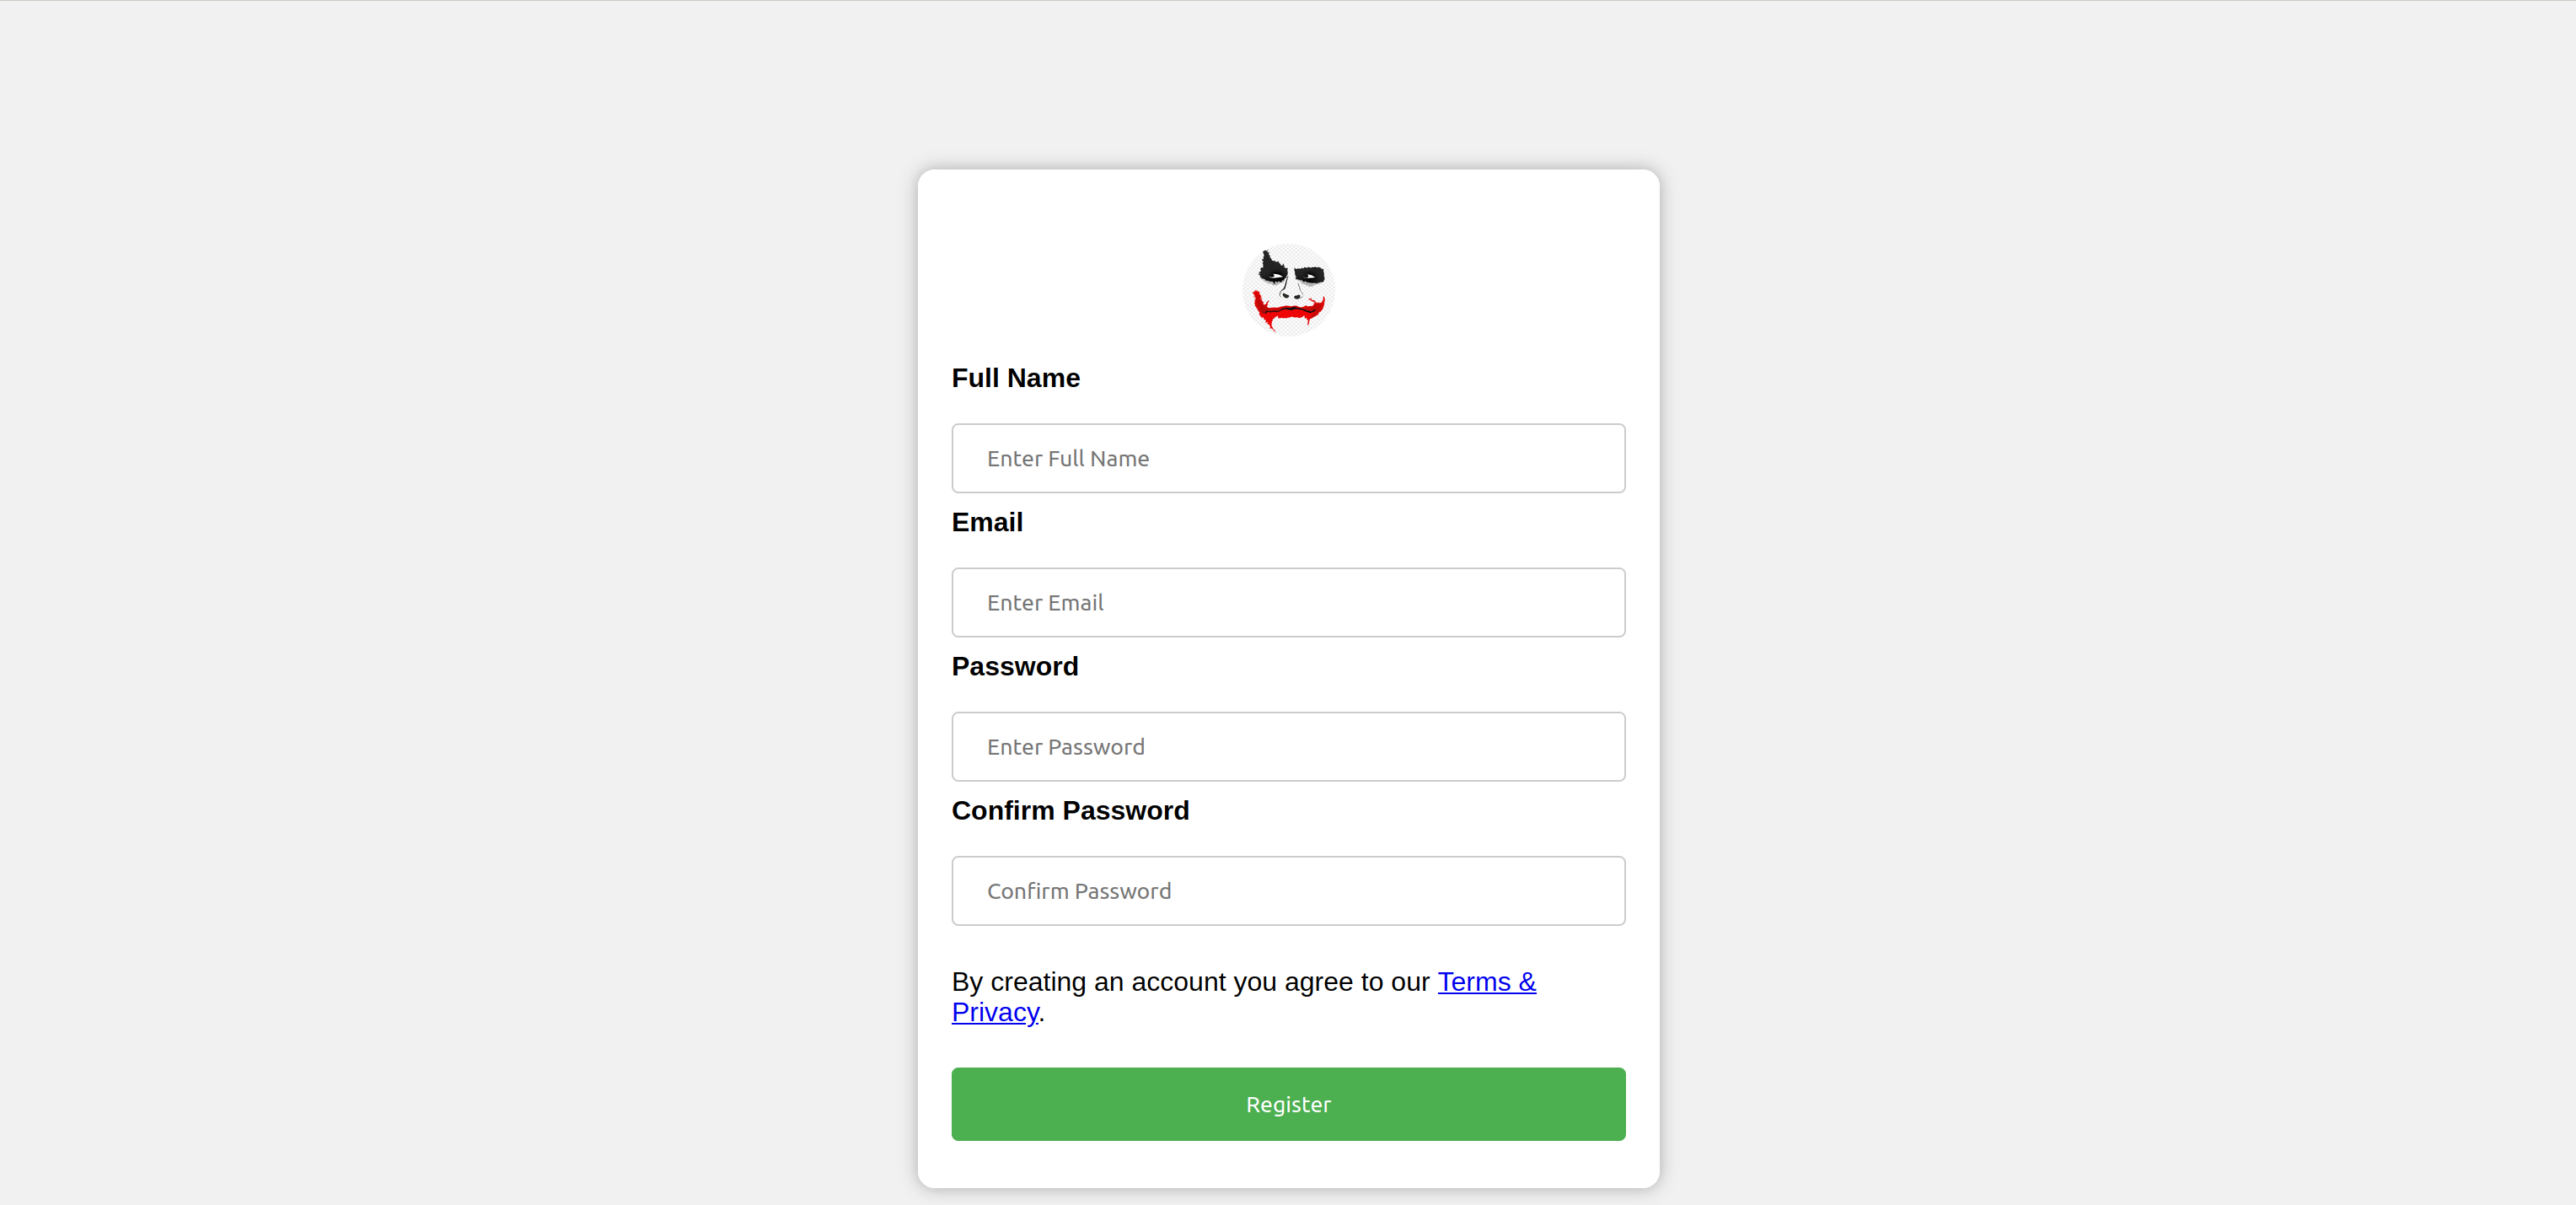 Full Name
Enter Full Name
Email
Enter Email
Password
Enter Password
Confirm Password
Confirm Password
By creating an account you agree to our Terms &
Privacy.
Register